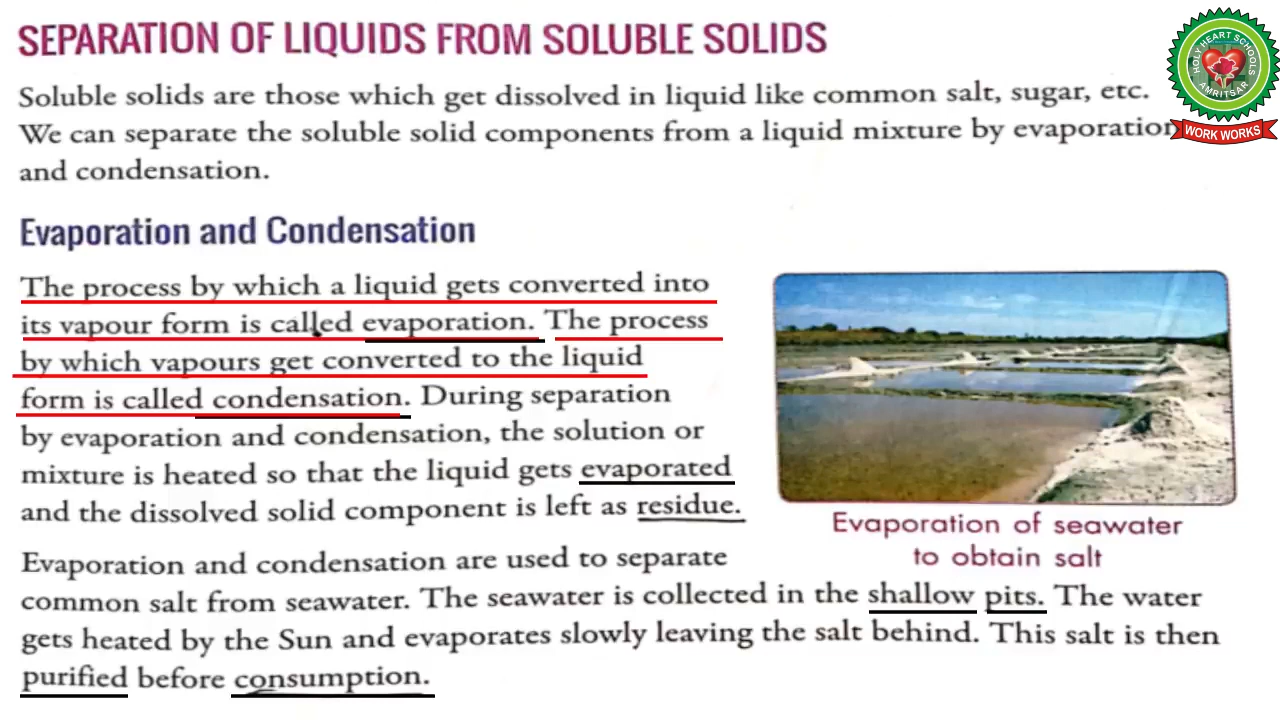 SEPARATION OF LIQUIDS FROM SOLUBLE SOLIDS
Soluble solids are those which get dissolved in liquid like common salt, sugar, etc.
We can separate the soluble solid components from a liquid mixture by evaporation
and condensation.
HOLY HEART SCHOOLS
AMRITSAR
WORK WORKS
Evaporation and Condensation
The process by which a liquid gets converted into
its vapour form is called evaporation. The process
by which vapours get converted to the liquid
form is called condensation. During separation
by evaporation and condensation, the solution or
mixture is heated so that the liquid gets evaporated
and the dissolved solid component is left as residue.
Evaporation of seawater
to obtain salt
Evaporation and condensation are used to separate
common salt from seawater. The seawater is collected in the shallow pits. The water
gets heated by the Sun and evaporates slowly leaving the salt behind. This salt is then
purified before consumption.